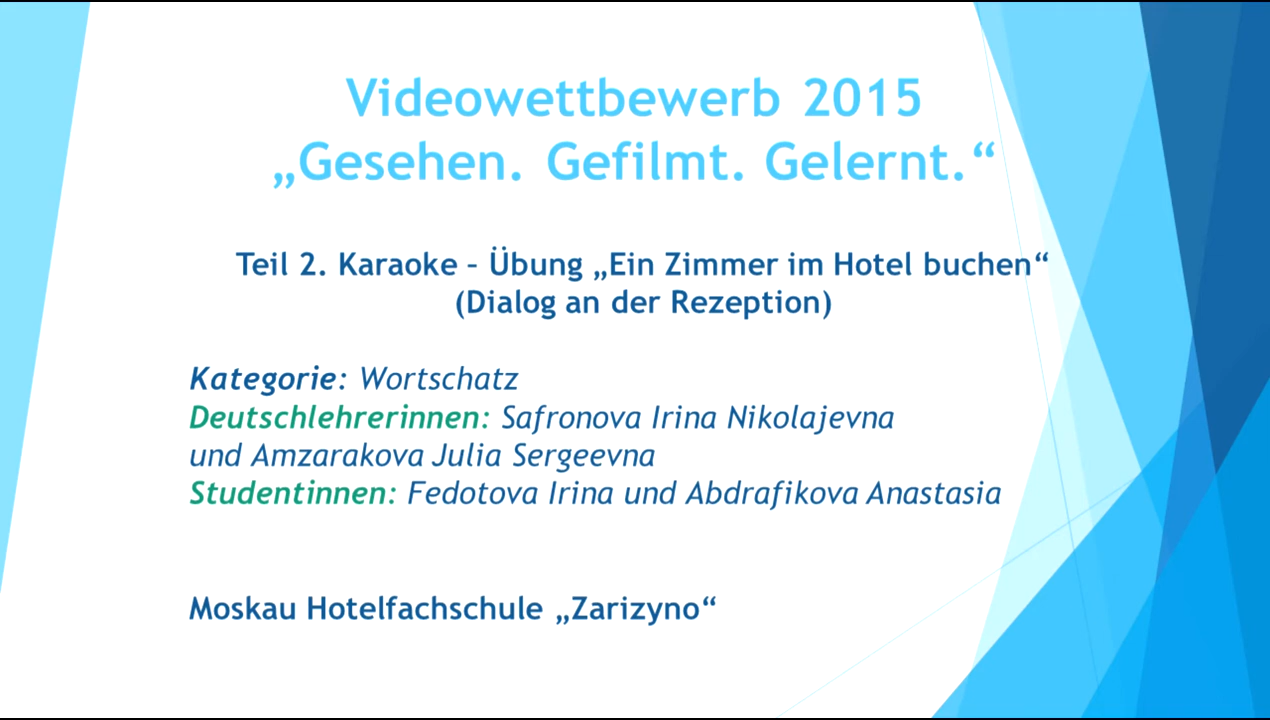 Videowettbewerb 2015
„Gesehen. Gefilmt. Gelernt.“
Teil 2. Karaoke – Übung „Ein Zimmer im Hotel buchen“
(Dialog an der Rezeption)
Kategorie: Wortschatz
Deutschlehrerinnen: Safronova Irina Nikolajevna
und Amzarakova Julia Sergeevna
Studentinnen: Fedotova Irina und Abdrafikova Anastasia
Moskau Hotelfachschule „Zarizyno“